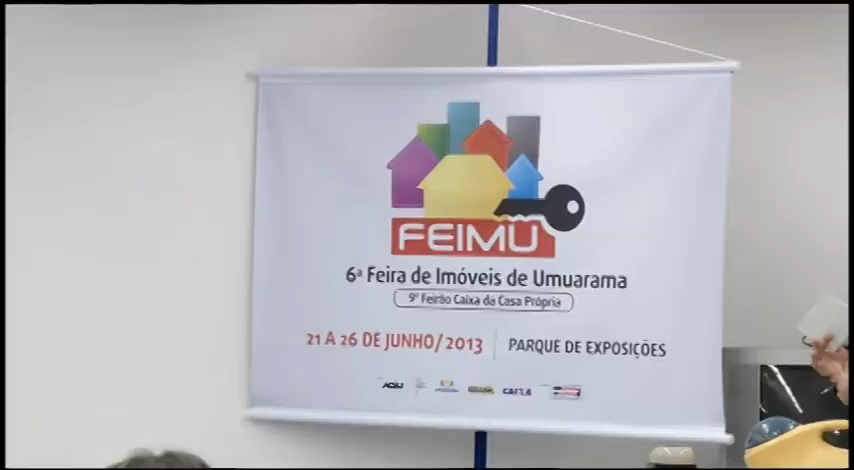 FEIMU
6ª Feira de Imóveis de Umuarama
9º Feirão Caixa da Casa Própria
21 A 26 DE JUNHO/2013 PARQUE DE EXPOSIÇÕES
CAIXA